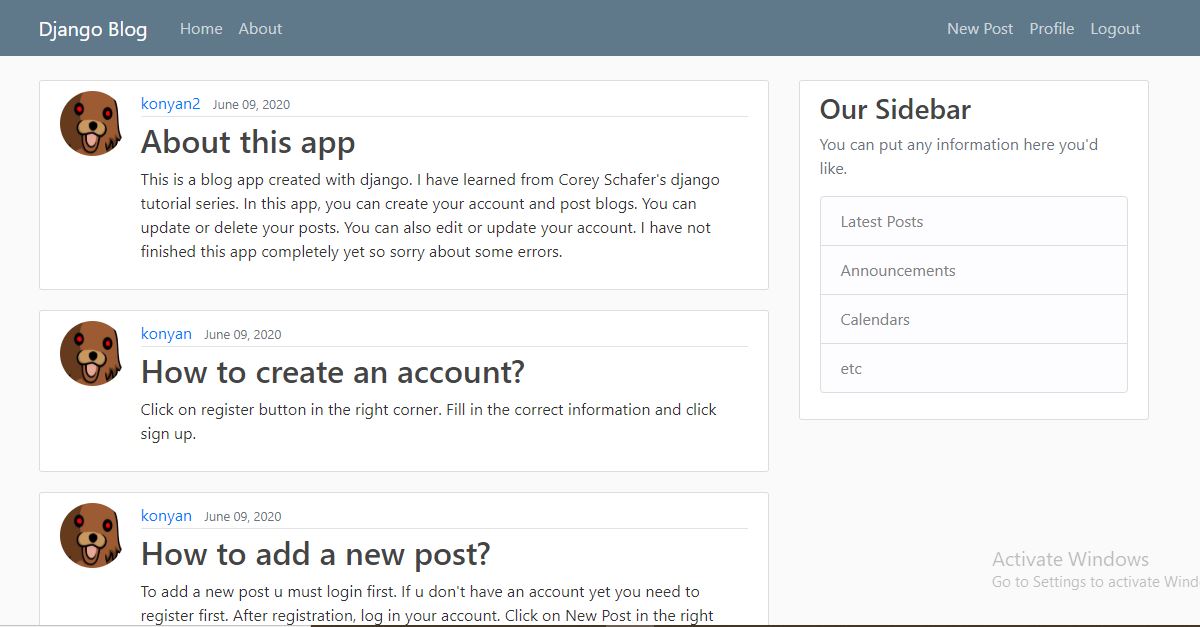 Django Blog Home About New Post Profile Logout
konyan2 June 09, 2020
About this app
This is a blog app created with django. I have learned from Corey Schafer's django
tutorial series. In this app, you can create your account and post blogs. You can
update or delete your posts. You can also edit or update your account. I have not
finished this app completely yet so sorry about some errors.
konyan June 09, 2020
How to create an account?
Click on register button in the right corner. Fill in the correct information and click
sign up.
konyan June 09, 2020
How to add a new post?
To add a new post u must login first. If u don't have an account yet you need to
register first. After registration, log in your account. Click on New Post in the right
Our Sidebar
You can put any information here you'd
like.
Latest Posts
Announcements
Calendars
etc
Activate Windows
Go to Settings to activate Wind